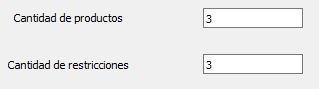 Cantidad de productos 3
Cantidad de restricciones 3